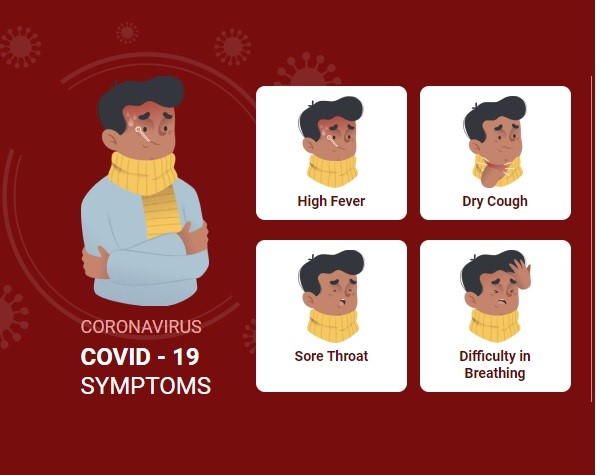 CORONAVIRUS
COVID - 19
SYMPTOMS
High Fever
Dry Cough
Sore Throat
Difficulty in
Breathing